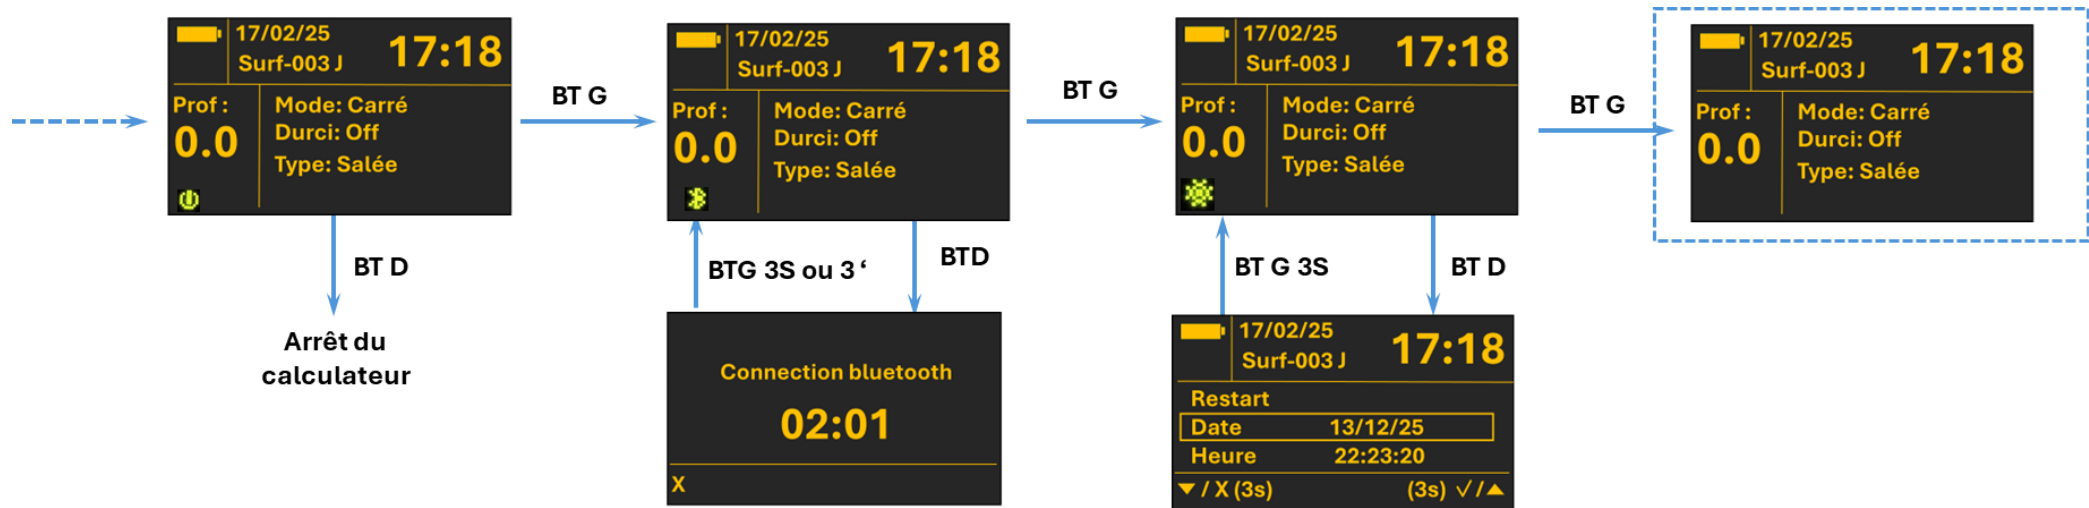 17/02/25
Surf-003 J
17:18
Prof :
0.0
Mode: Carré
Durci: Off
Type: Salée
BT G
17/02/25
Surf-003 J
17:18
Prof :
0.0
Mode: Carré
Durci: Off
Type: Salée
BT G
17/02/25
Surf-003 J
17:18
Prof :
0.0
Mode: Carré
Durci: Off
Type: Salée
BT G
17/02/25
Surf-003 J
17:18
Prof :
0.0
Mode: Carré
Durci: Off
Type: Salée
BT D
Arrêt du
calculateur
BTG 3S ou 3 ‘
BTD
Connection bluetooth
02:01
X
BT G 3S
BT D
17/02/25
Surf-003 J
17:18
Restart
Date 13/12/25
Heure 22:23:20
▼ / X (3s) (3s) ✓/▲